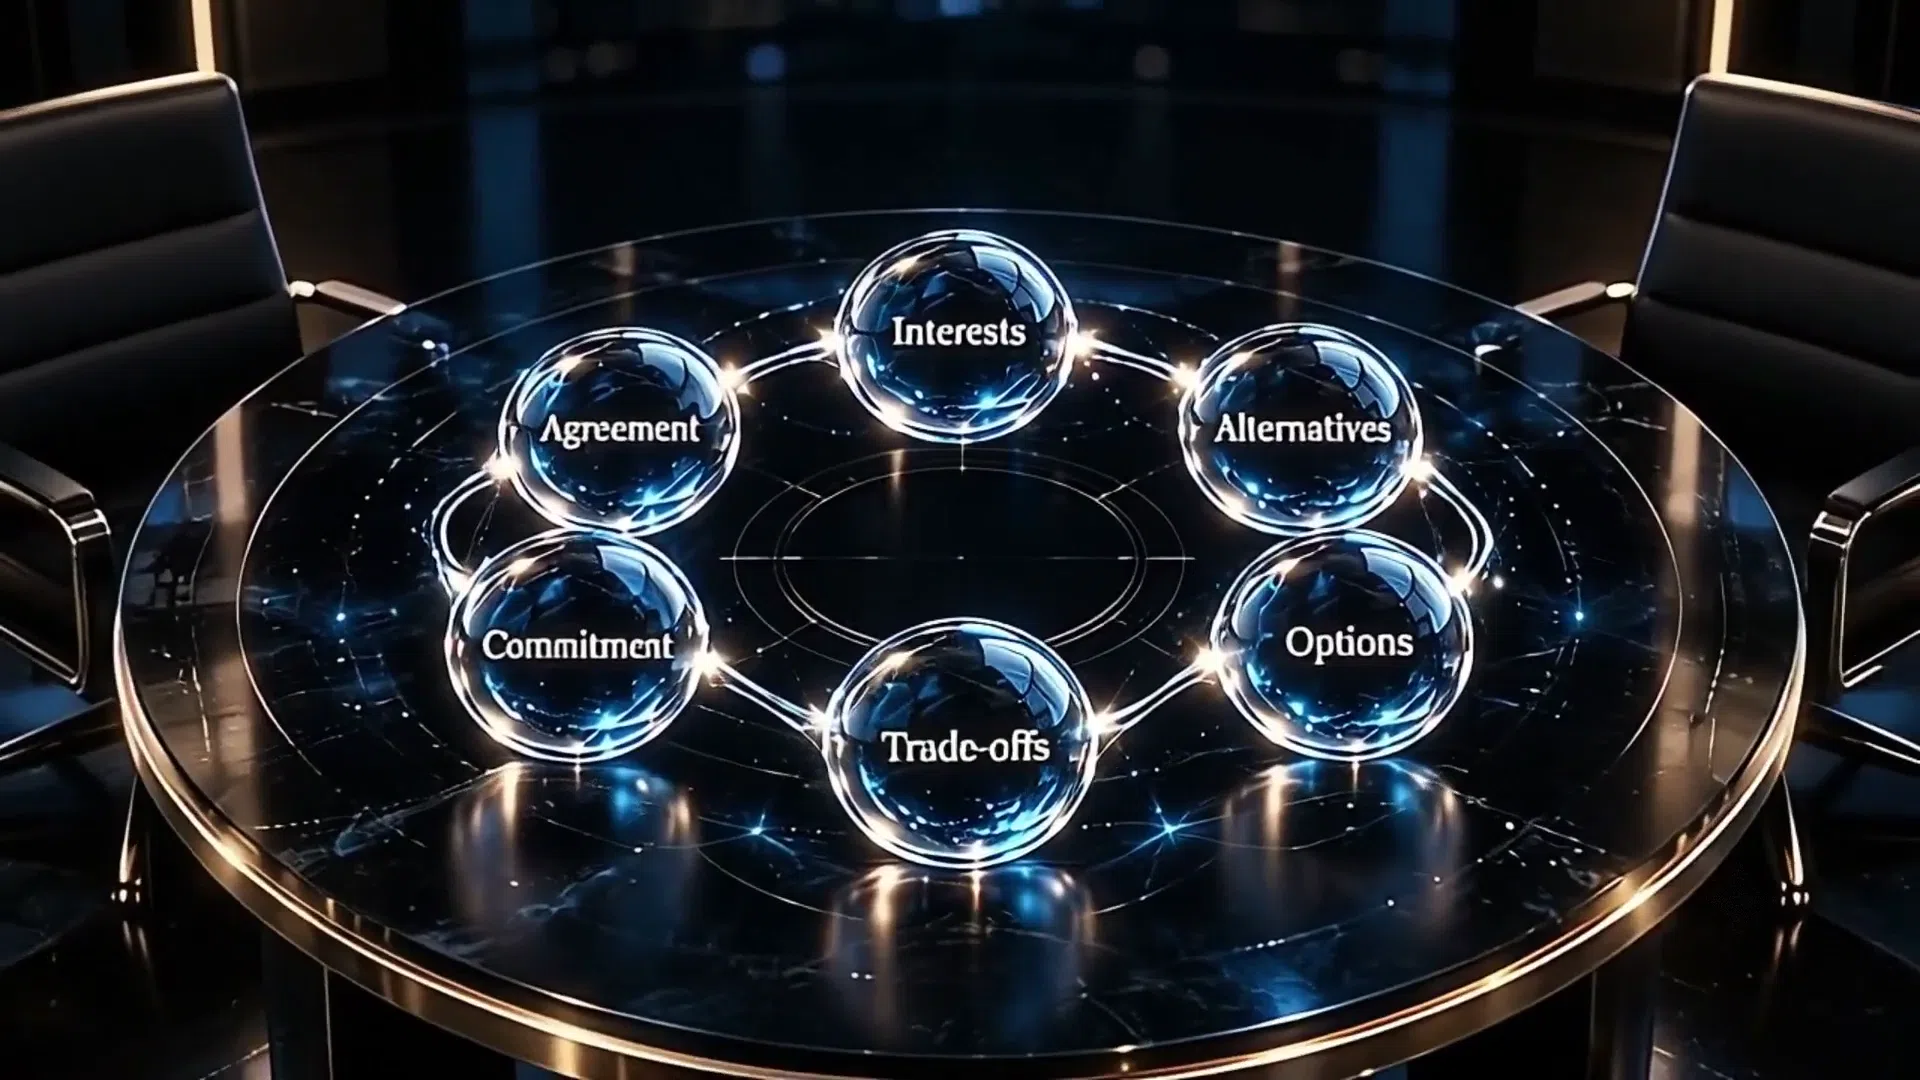 Interests
Agreement
Alternatives
Commitment
Options
Trade-offs